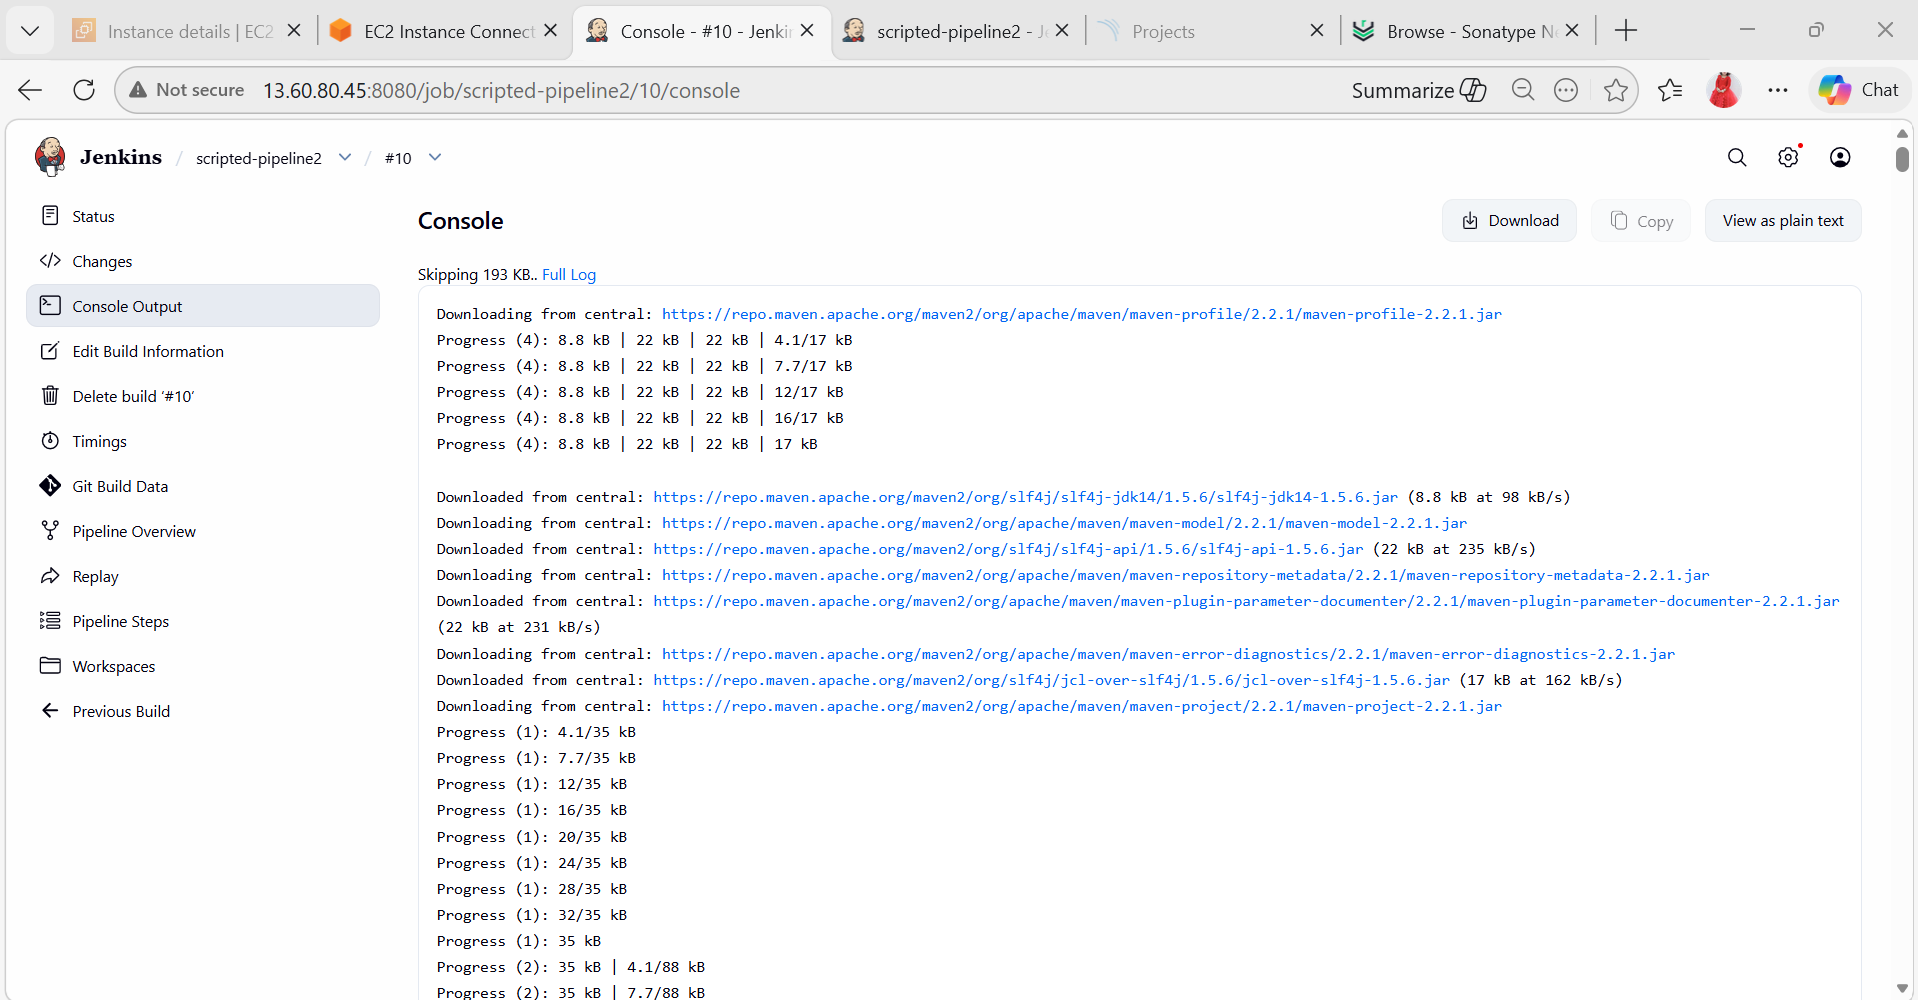 Instance details | EC2
EC2 Instance Connect
Console - #10 - Jenkin
scripted-pipeline2 - Je
Projects
Browse - Sonatype Ne
Not secure
13.60.80.45:8080/job/scripted-pipeline2/10/console
Summarize
Chat
Jenkins / scripted-pipeline2 / #10
Status
Changes
Console Output
Edit Build Information
Delete build ‘#10’
Timings
Git Build Data
Pipeline Overview
Replay
Pipeline Steps
Workspaces
Previous Build
Console
Download
Copy
View as plain text
Skipping 193 KB.. Full Log
Downloading from central: https://repo.maven.apache.org/maven2/org/apache/maven/maven-profile/2.2.1/maven-profile-2.2.1.jar
Progress (4): 8.8 kB | 22 kB | 22 kB | 4.1/17 kB
Progress (4): 8.8 kB | 22 kB | 22 kB | 7.7/17 kB
Progress (4): 8.8 kB | 22 kB | 22 kB | 12/17 kB
Progress (4): 8.8 kB | 22 kB | 22 kB | 16/17 kB
Progress (4): 8.8 kB | 22 kB | 22 kB | 17 kB
Downloaded from central: https://repo.maven.apache.org/maven2/org/slf4j/slf4j-jdk14/1.5.6/slf4j-jdk14-1.5.6.jar (8.8 kB at 98 kB/s)
Downloading from central: https://repo.maven.apache.org/maven2/org/apache/maven/maven-model/2.2.1/maven-model-2.2.1.jar
Downloaded from central: https://repo.maven.apache.org/maven2/org/slf4j/slf4j-api/1.5.6/slf4j-api-1.5.6.jar (22 kB at 235 kB/s)
Downloading from central: https://repo.maven.apache.org/maven2/org/apache/maven/maven-repository-metadata/2.2.1/maven-repository-metadata-2.2.1.jar
Downloaded from central: https://repo.maven.apache.org/maven2/org/apache/maven/maven-plugin-parameter-documenter/2.2.1/maven-plugin-parameter-documenter-2.2.1.jar
(22 kB at 231 kB/s)
Downloading from central: https://repo.maven.apache.org/maven2/org/apache/maven/maven-error-diagnostics/2.2.1/maven-error-diagnostics-2.2.1.jar
Downloaded from central: https://repo.maven.apache.org/maven2/org/slf4j/jcl-over-slf4j/1.5.6/jcl-over-slf4j-1.5.6.jar (17 kB at 162 kB/s)
Downloading from central: https://repo.maven.apache.org/maven2/org/apache/maven/maven-project/2.2.1/maven-project-2.2.1.jar
Progress (1): 4.1/35 kB
Progress (1): 7.7/35 kB
Progress (1): 12/35 kB
Progress (1): 16/35 kB
Progress (1): 20/35 kB
Progress (1): 24/35 kB
Progress (1): 28/35 kB
Progress (1): 32/35 kB
Progress (1): 35 kB
Progress (2): 35 kB | 4.1/88 kB
Progress (2): 35 kB | 7.7/88 kB